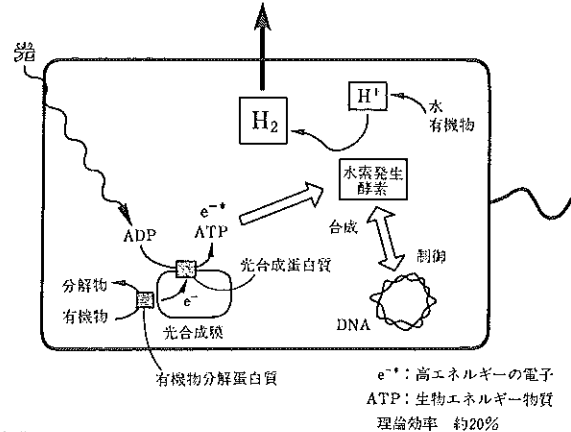 光
H₂
H⁺
水
有機物
水素発生
酵素
e⁻*
ATP
ADP
合成
制御
光合成蛋白質
DNA
分解物
有機物
e⁻
光合成膜
有機物分解蛋白質
e⁻*：高エネルギーの電子
ATP：生物エネルギー物質
理論効率 約20％